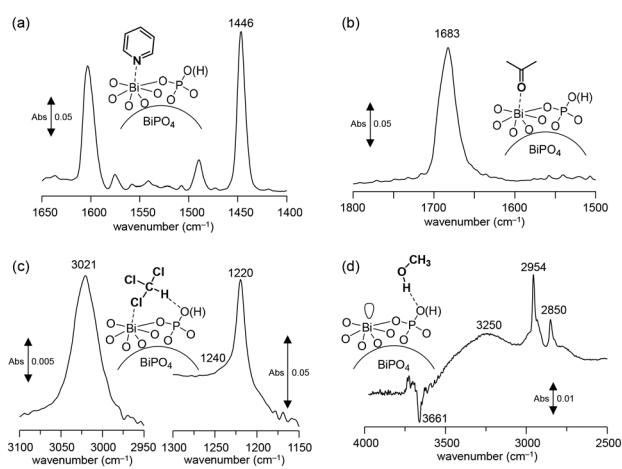 (a)
1446
N
O(H)
Bi O P
O O O O O O
BiPO4
Abs 0.05
1650 1600 1550 1500 1450 1400
wavenumber (cm–1)
(b)
1683
O
O(H)
Bi O P
O O O O O O
BiPO4
Abs 0.05
1800 1700 1600 1500
wavenumber (cm–1)
(c)
3021
Cl Cl
C H
Cl
O(H)
Bi O P
O O O O O O
BiPO4
1240
1220
Abs 0.005
Abs 0.05
3100 3050 3000 2950
wavenumber (cm–1)
1300 1250 1200 1150
wavenumber (cm–1)
(d)
CH3
O
H
O(H)
Bi O P
O O O O O O
BiPO4
3250
2954
2850
3661
Abs 0.01
4000 3500 3000 2500
wavenumber (cm–1)